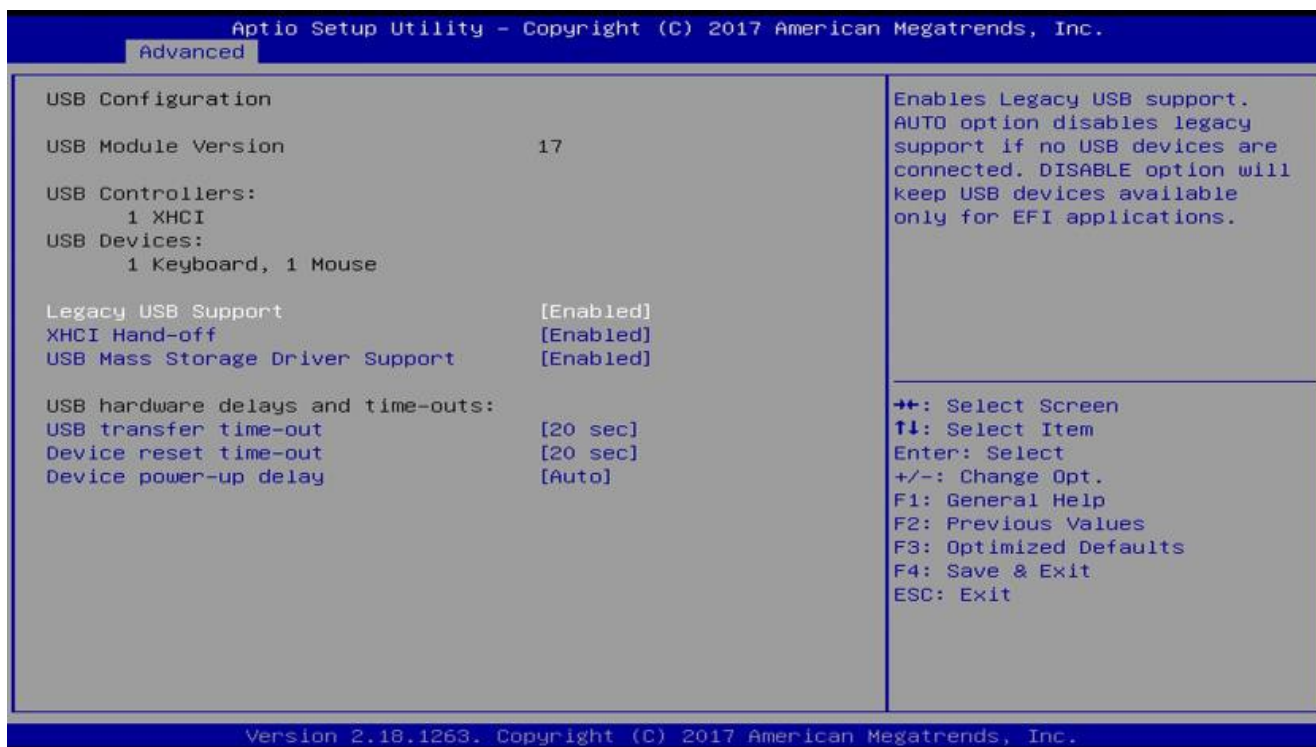 Aptio Setup Utility – Copyright (C) 2017 American Megatrends, Inc.
Advanced
USB Configuration
USB Module Version 17
USB Controllers:
1 XHCI
USB Devices:
1 Keyboard, 1 Mouse
Legacy USB Support [Enabled]
XHCI Hand-off [Enabled]
USB Mass Storage Driver Support [Enabled]
USB hardware delays and time-outs:
USB transfer time-out [20 sec]
Device reset time-out [20 sec]
Device power-up delay [Auto]
Enables Legacy USB support.
AUTO option disables legacy
support if no USB devices are
connected. DISABLE option will
keep USB devices available
only for EFI applications.
→←: Select Screen
↑↓: Select Item
Enter: Select
+/-: Change Opt.
F1: General Help
F2: Previous Values
F3: Optimized Defaults
F4: Save & Exit
ESC: Exit
Version 2.18.1263. Copyright (C) 2017 American Megatrends, Inc.